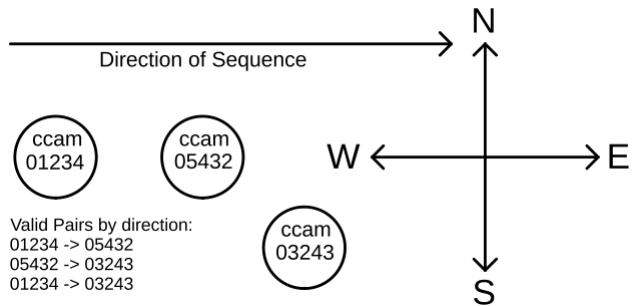 N
Direction of Sequence
ccam
01234
ccam
05432
W
E
Valid Pairs by direction:
01234 -> 05432
05432 -> 03243
01234 -> 03243
ccam
03243
S